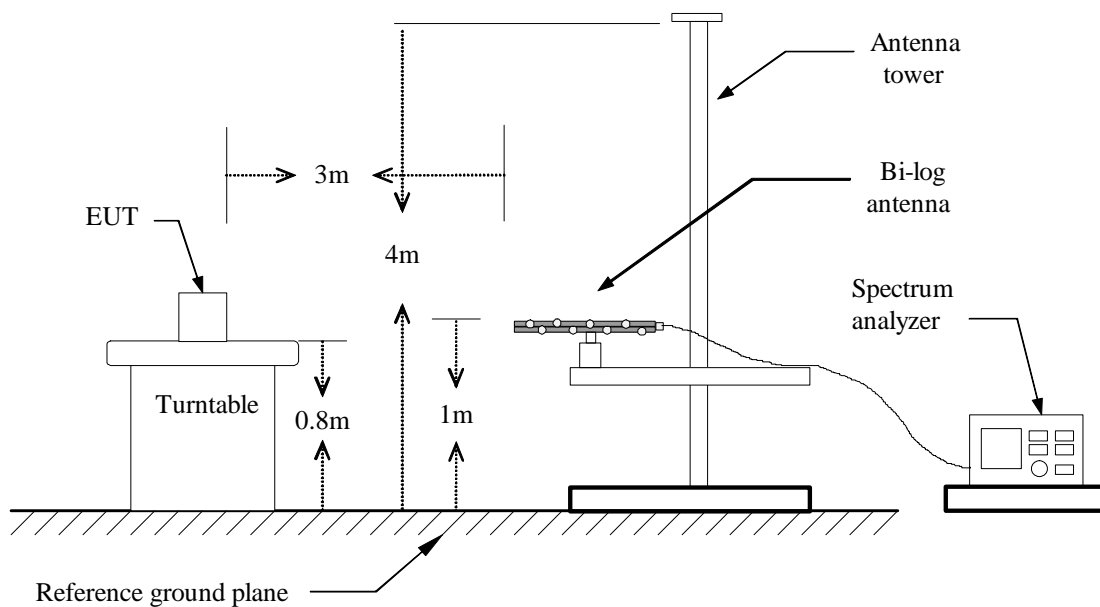 Antenna
tower
3m
Bi-log
antenna
EUT
4m
Spectrum
analyzer
Turntable
0.8m
1m
Reference ground plane